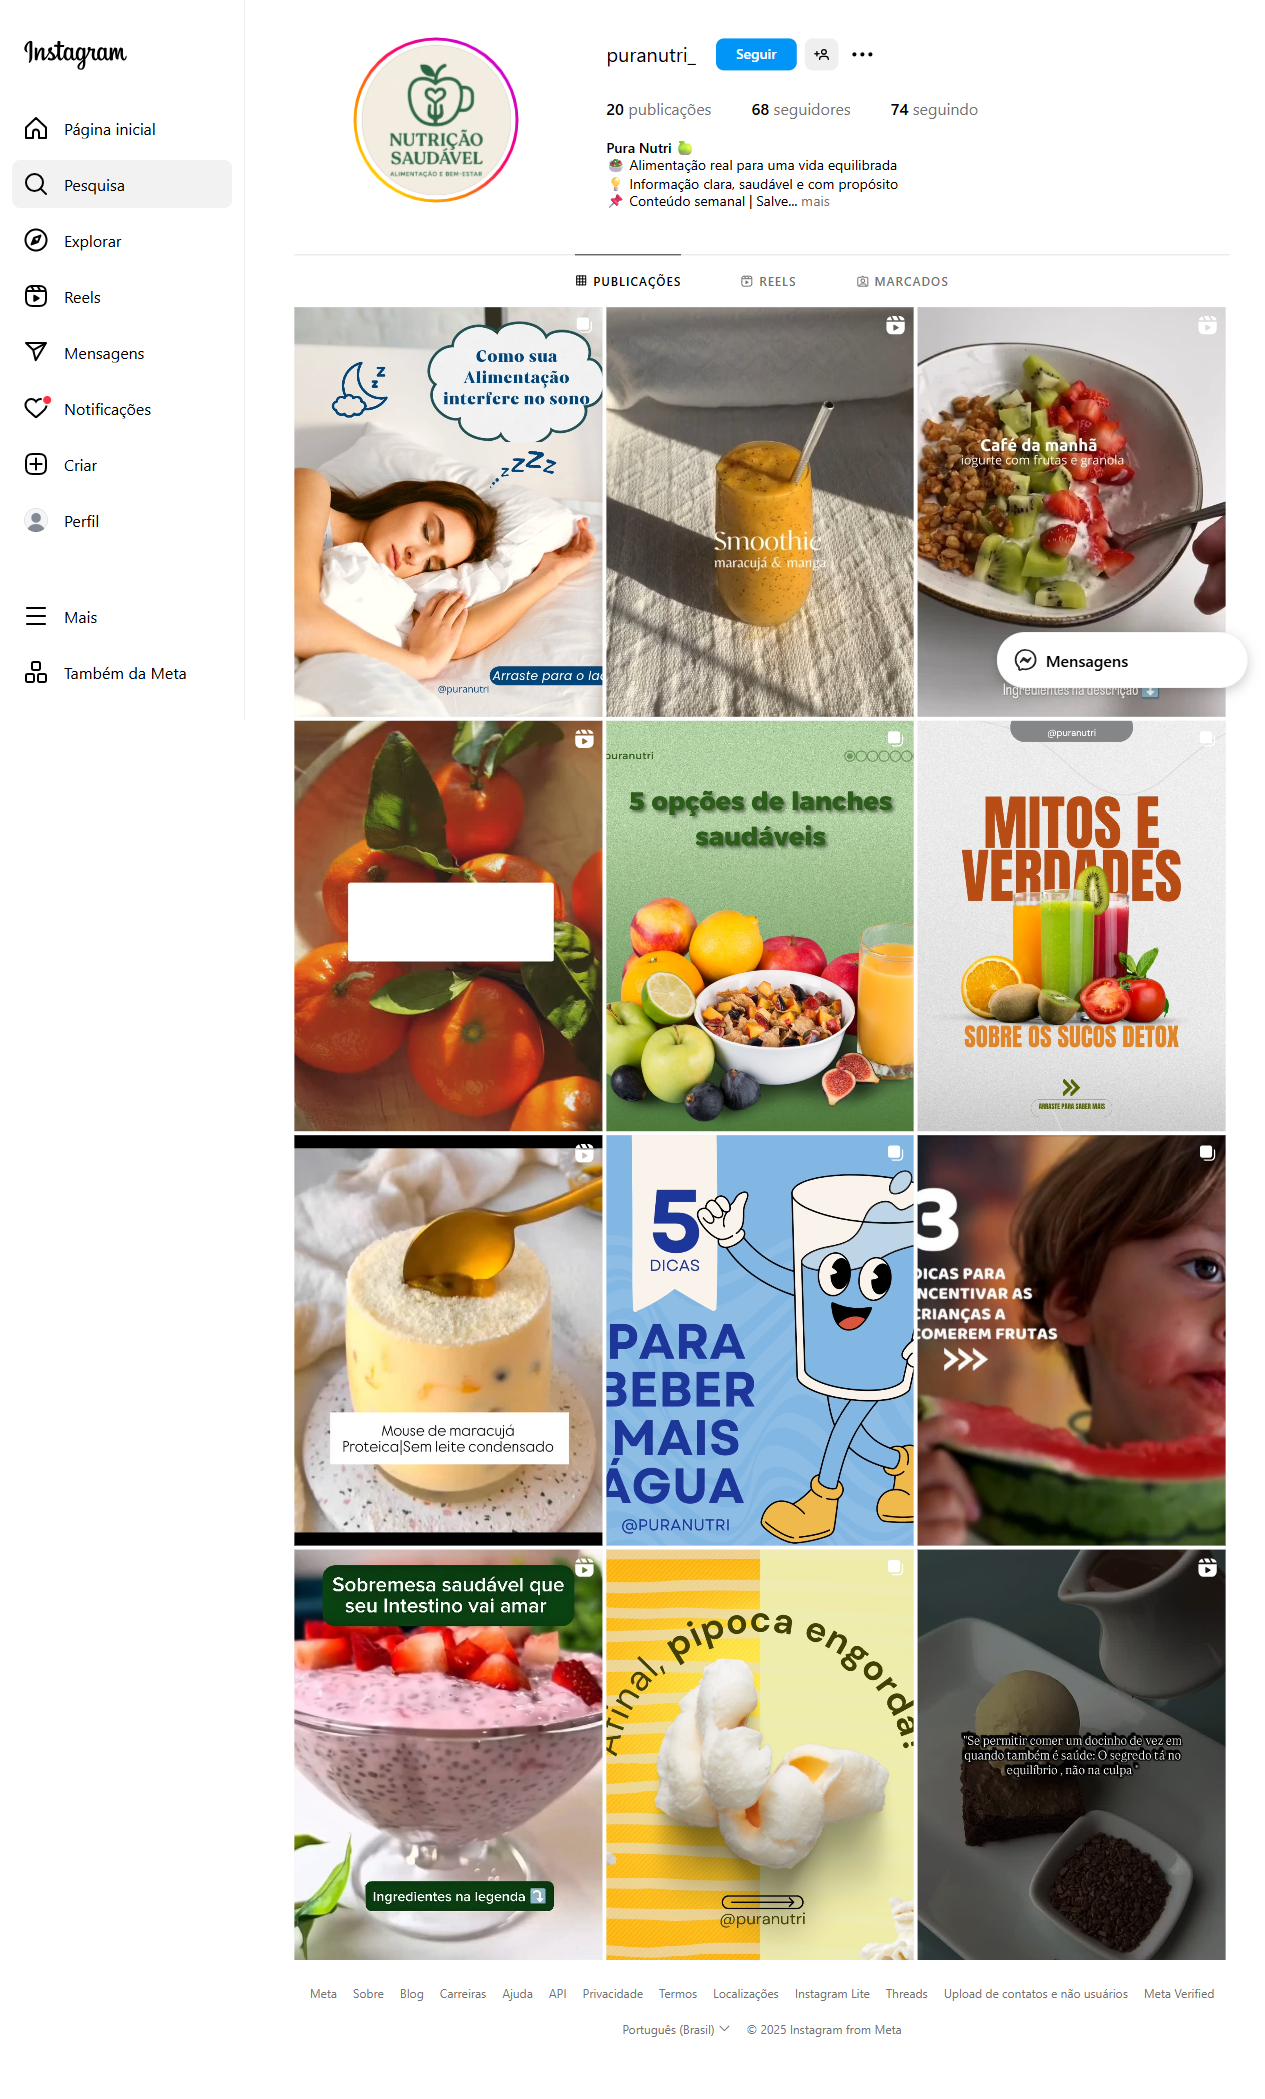 Instagram
Página inicial
Pesquisa
Explorar
Reels
Mensagens
Notificações
Criar
Perfil
Mais
Também da Meta
NUTRIÇÃO
SAUDÁVEL
ALIMENTAÇÃO E BEM-ESTAR
puranutri_
Seguir
20 publicações 68 seguidores 74 seguindo
Pura Nutri
Alimentação real para uma vida equilibrada
Informação clara, saudável e com propósito
Conteúdo semanal | Salve... mais
PUBLICAÇÕES REELS MARCADOS
Como sua
Alimentação
interfere no sono
z z
z z Z Z Z
Arraste para o lad
@puranutri
Smoothie
maracujá & manga
Café da manhã
iogurte com frutas e granola
Ingredientes na descrição
Mensagens
puranutri
5 opções de lanches
saudáveis
@puranutri
MITOS E
VERDADES
SOBRE OS SUCOS DETOX
ARRASTE PARA SABER MAIS
Mouse de maracujá
Proteica|Sem leite condensado
5
DICAS
PARA
BEBER
MAIS
ÁGUA
@PURANUTRI
3
DICAS PARA
INCENTIVAR AS
CRIANÇAS A
COMEREM FRUTAS
Sobremesa saudável que
seu Intestino vai amar
Ingredientes na legenda
Afinal, pipoca engorda?
@puranutri
"Se permitir comer um docinho de vez em
quando também é saúde: O segredo tá no
equilíbrio , não na culpa "
Meta Sobre Blog Carreiras Ajuda API Privacidade Termos Localizações Instagram Lite Threads Upload de contatos e não usuários Meta Verified
Português (Brasil) © 2025 Instagram from Meta